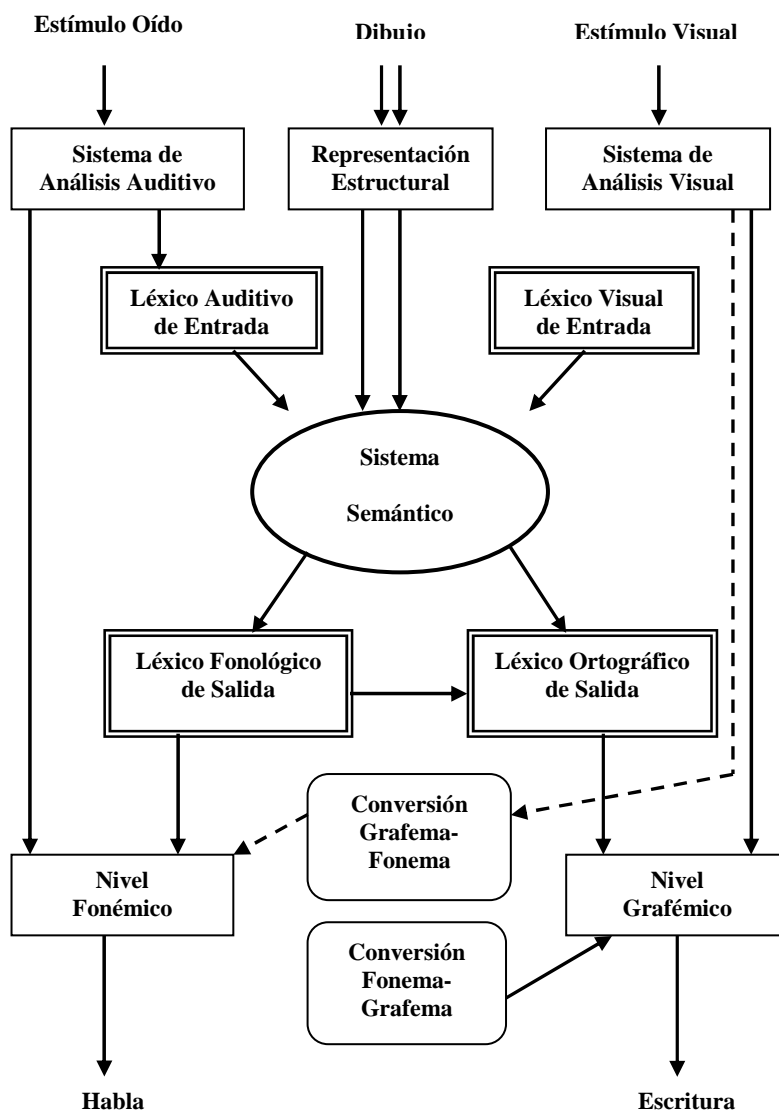 Estímulo Oído
Dibujo
Estímulo Visual
Sistema de
Análisis Auditivo
Representación
Estructural
Sistema de
Análisis Visual
Léxico Auditivo
de Entrada
Léxico Visual
de Entrada
Sistema
Semántico
Léxico Fonológico
de Salida
Léxico Ortográfico
de Salida
Conversión
Grafema-
Fonema
Nivel
Fonémico
Nivel
Grafémico
Conversión
Fonema-
Grafema
Habla
Escritura